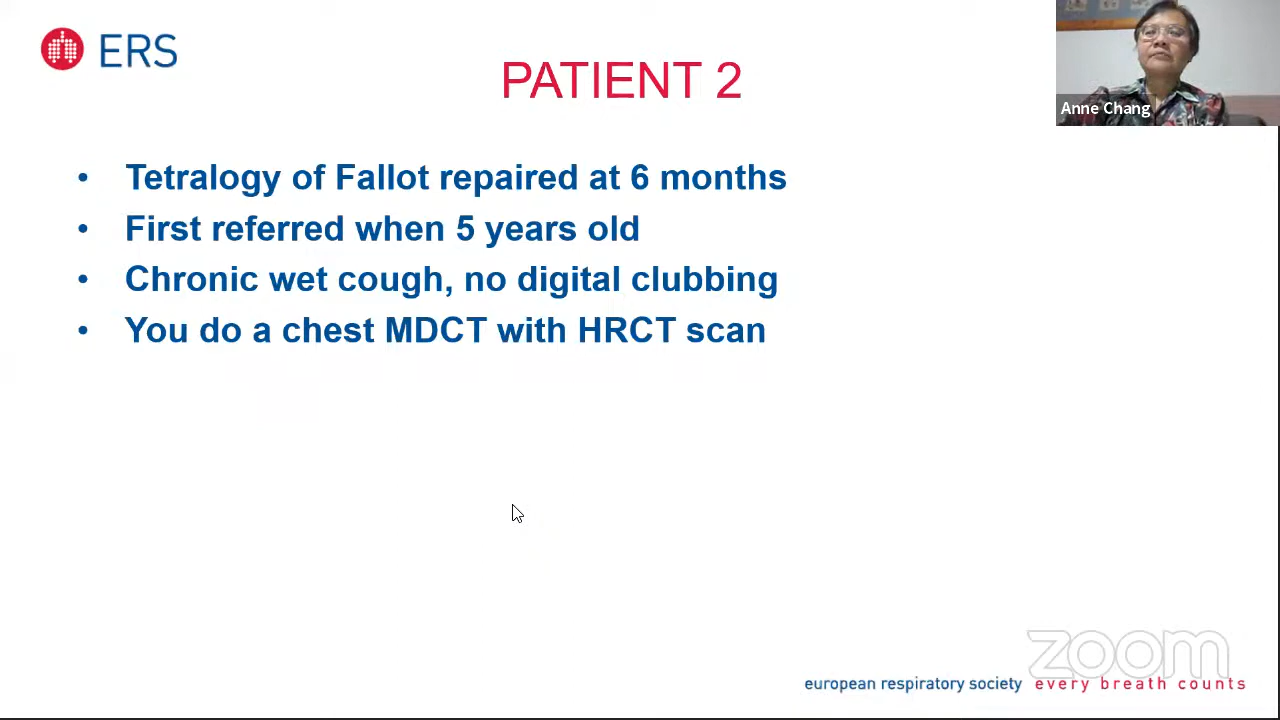 ERS
PATIENT 2
Anne Chang
• Tetralogy of Fallot repaired at 6 months
• First referred when 5 years old
• Chronic wet cough, no digital clubbing
• You do a chest MDCT with HRCT scan
zoom
european respiratory society every breath counts